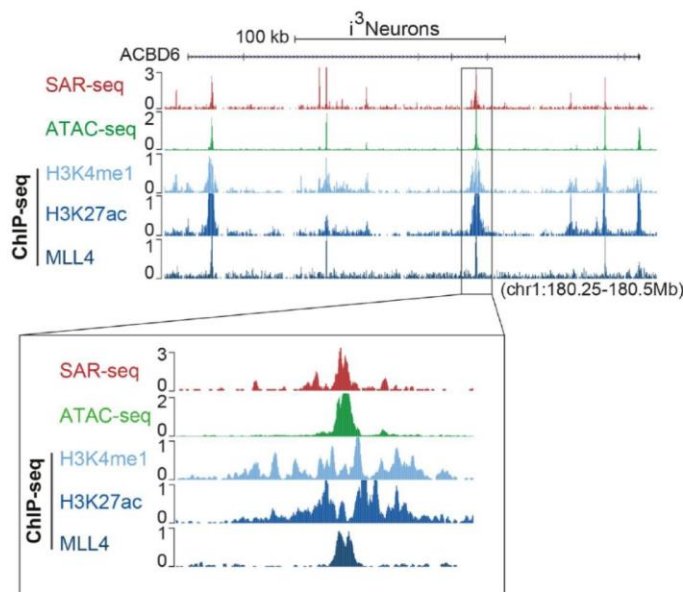 i³Neurons
100 kb
ACBD6
SAR-seq
3
0
ATAC-seq
2
0
ChIP-seq
H3K4me1
1
0
H3K27ac
1
0
MLL4
1
0
(chr1:180.25-180.5Mb)
SAR-seq
3
0
ATAC-seq
2
0
ChIP-seq
H3K4me1
1
0
H3K27ac
1
0
MLL4
1
0